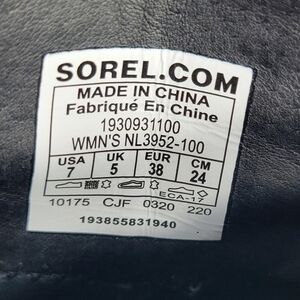 SOREL.COM
MADE IN CHINA
Fabriqué En Chine
1930931100
WMN'S NL3952-100
USA UK EUR CM
7 5 38 24
ECA-17
10175 CJF 0320 220
193855831940